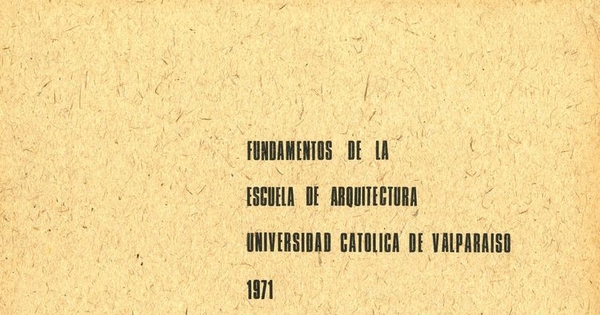 FUNDAMENTOS DE LA
ESCUELA DE ARQUITECTURA
UNIVERSIDAD CATOLICA DE VALPARAISO
1971